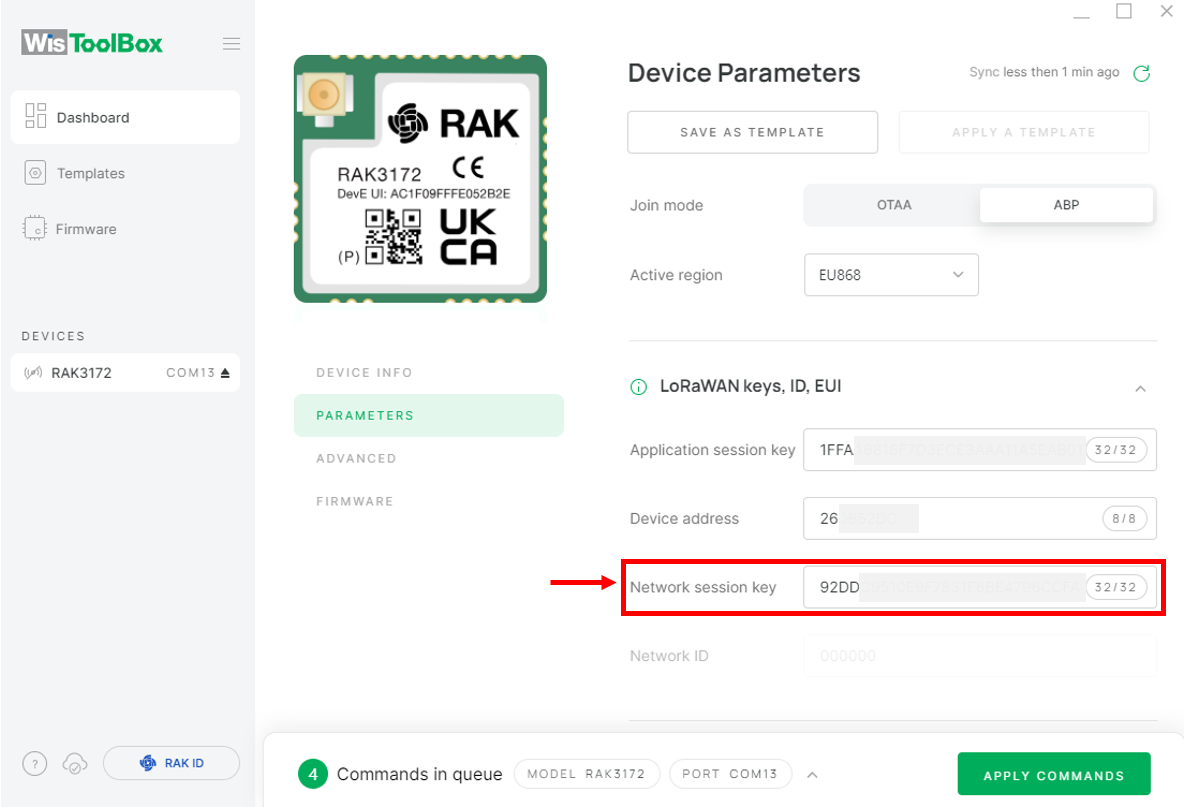 WisToolBox
Dashboard
Templates
Firmware
DEVICES
RAK3172 COM13
? RAK ID
RAK
RAK3172
DevE UI: AC1F09FFFE052B2E
(P) UK
CA
DEVICE INFO
PARAMETERS
ADVANCED
FIRMWARE
Device Parameters Sync less then 1 min ago
SAVE AS TEMPLATE APPLY A TEMPLATE
Join mode OTAA ABP
Active region EU868
LoRaWAN keys, ID, EUI
Application session key 1FFA 32/32
Device address 26 8/8
Network session key 92DD 32/32
Network ID 000000
4 Commands in queue MODEL RAK3172 PORT COM13 APPLY COMMANDS